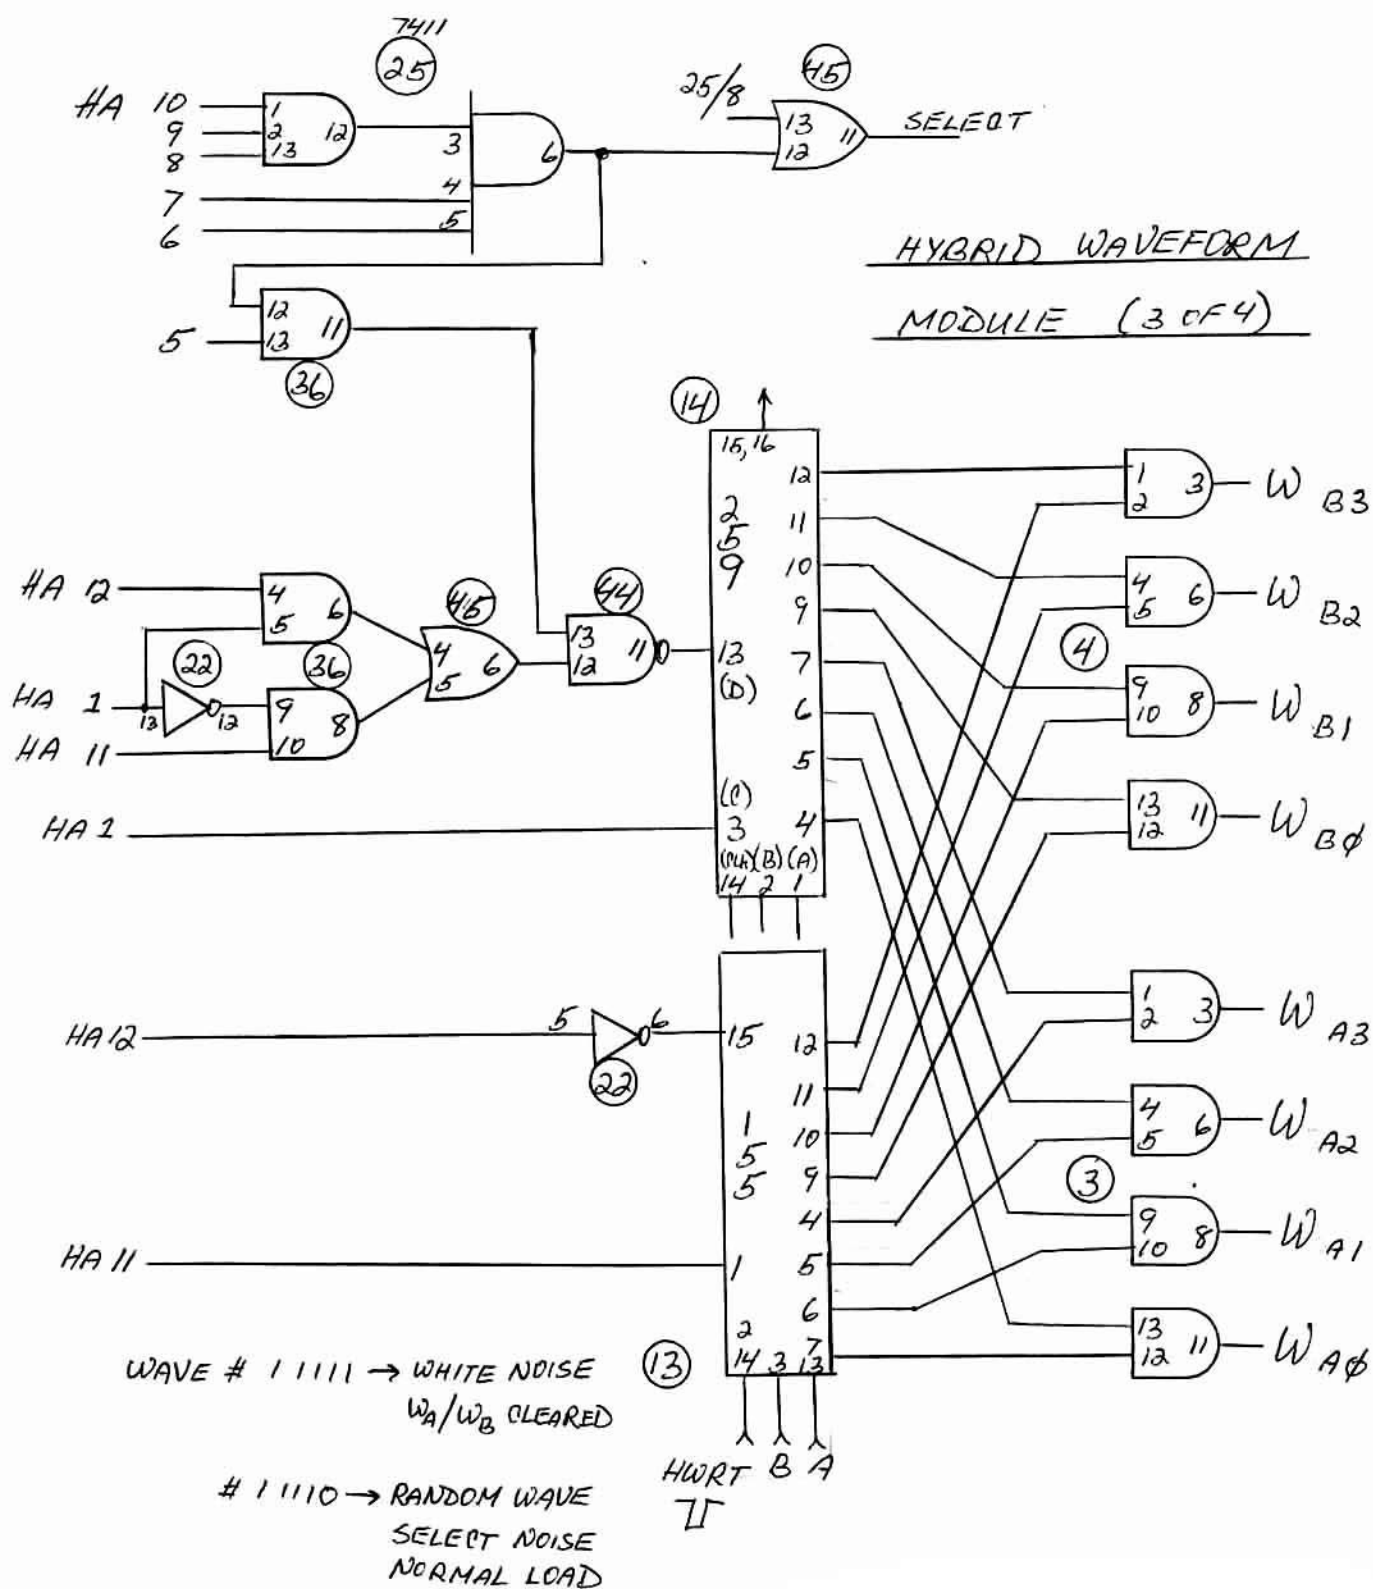 7411
25
45
HA 10 1
9 2 12
8 13
3
6
7 4
6 5
25/8
13 11 SELECT
12
HYBRID WAVEFORM
MODULE (3 OF 4)
12 11
5 13
36
14
15, 16
12
2 11
5
9 10
9
13 7
(D)
6
5
(C)
3 4
(CLK) (B) (A)
14 2 1
HA 12 4 6
5
22 36
HA 1 13 12 9 8
HA 11 10
45
4 6
5
44
13 11
12
HA 1
1 3 W B3
2
4 6 W B2
5
4
9 8 W B1
10
13 11 W BØ
12
HA 12 5 6 15
22
12
11
1 10
5
5 9
4
HA 11 1 5
6
2 7
14 3 13
13
1 3 W A3
2
4 6 W A2
5
3
9 8 W A1
10
13 11 W AØ
12
HWRT B A
WAVE # 1 1111 → WHITE NOISE
WA/WB CLEARED
# 1 1110 → RANDOM WAVE
SELECT NOISE
NORMAL LOAD